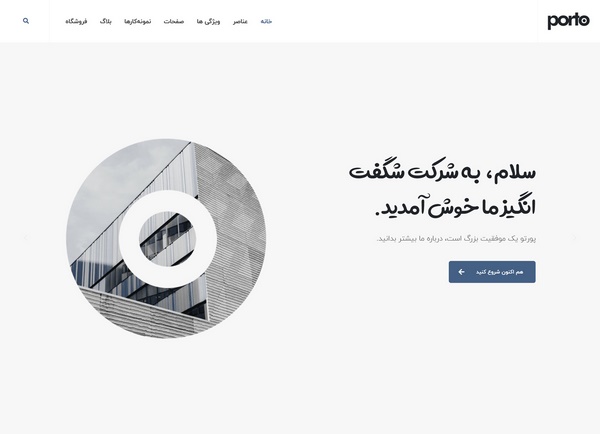 porto
خانه
عناصر
ویژگی ها
صفحات
نمونه‌کارها
بلاگ
فروشگاه
سلام، به شرکت شگفت
انگیز ما خوش آمدید.
پورتو یک موفقیت بزرگ است، درباره ما بیشتر بدانید.
هم اکنون شروع کنید